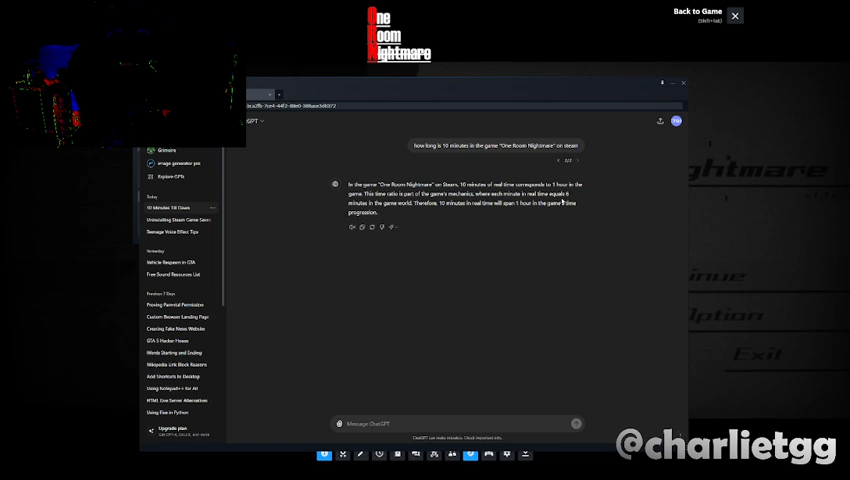 Back to Game
(Shift+tab)
One
Room
Nightmare
GPT
how long is 10 minutes in the game "One Room Nightmare" on steam
In the game "One Room Nightmare" on Steam, 10 minutes of real time corresponds to 1 hour in the
game. This time ratio is part of the game's mechanics, where each minute in real time equals 6
minutes in the game world. Therefore, 10 minutes in real time will span 1 hour in the game's time
progression.
Grimoire
image generator pro
Explore GPTs
Today
10 Minutes Till Dawn
Uninstalling Steam Game Saves
Teenage Voice Effect Tips
Yesterday
Vehicle Respawn in GTA
Free Sound Resources List
Previous 7 Days
Proving Parental Permission
Custom Browser Landing Page
Creating Fake News Website
GTA 5 Hacker House
Words Starting and Ending
Wikipedia Link Block Reasons
Add Shortcuts to Desktop
Using Notepad++ for AI
HTML Live Server Alternatives
Using Else in Python
Upgrade plan
Message ChatGPT
ChatGPT can make mistakes. Check important info.
ghtmare
nue
Option
Exit
@charlietgg